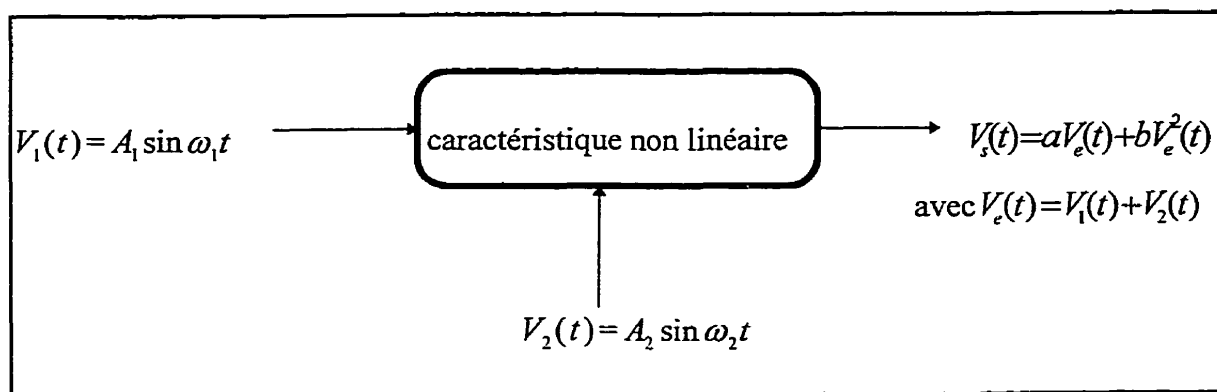 V₁(t) = A₁ sin ω₁t
caractéristique non linéaire
Vₛ(t)=aVₑ(t)+bVₑ²(t)
avec Vₑ(t)=V₁(t)+V₂(t)
V₂(t) = A₂ sin ω₂t